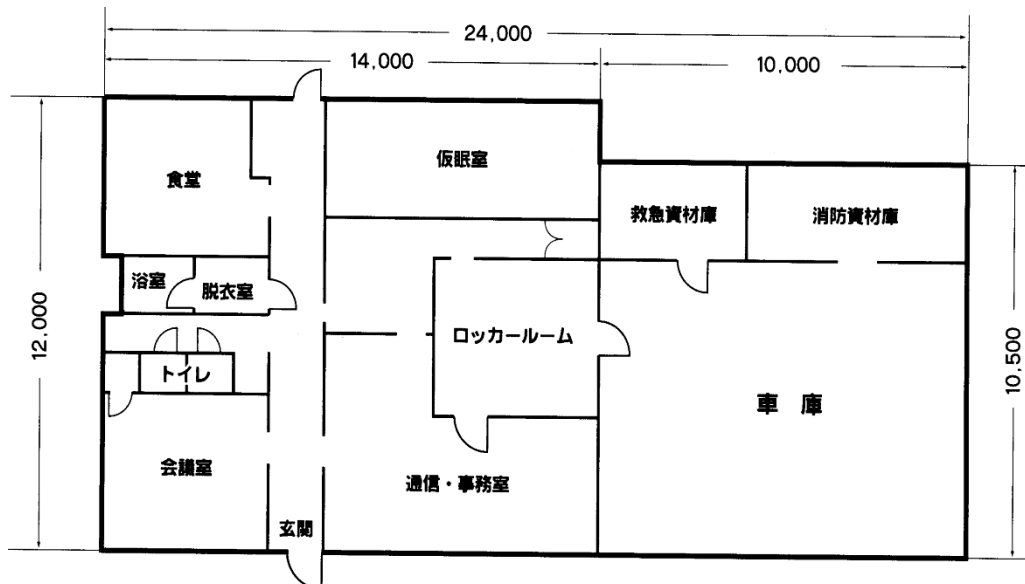 24,000
14,000
10,000
12,000
10,500
食堂
仮眠室
救急資材庫
消防資材庫
浴室
脱衣室
ロッカールーム
トイレ
車 庫
会議室
通信・事務室
玄関